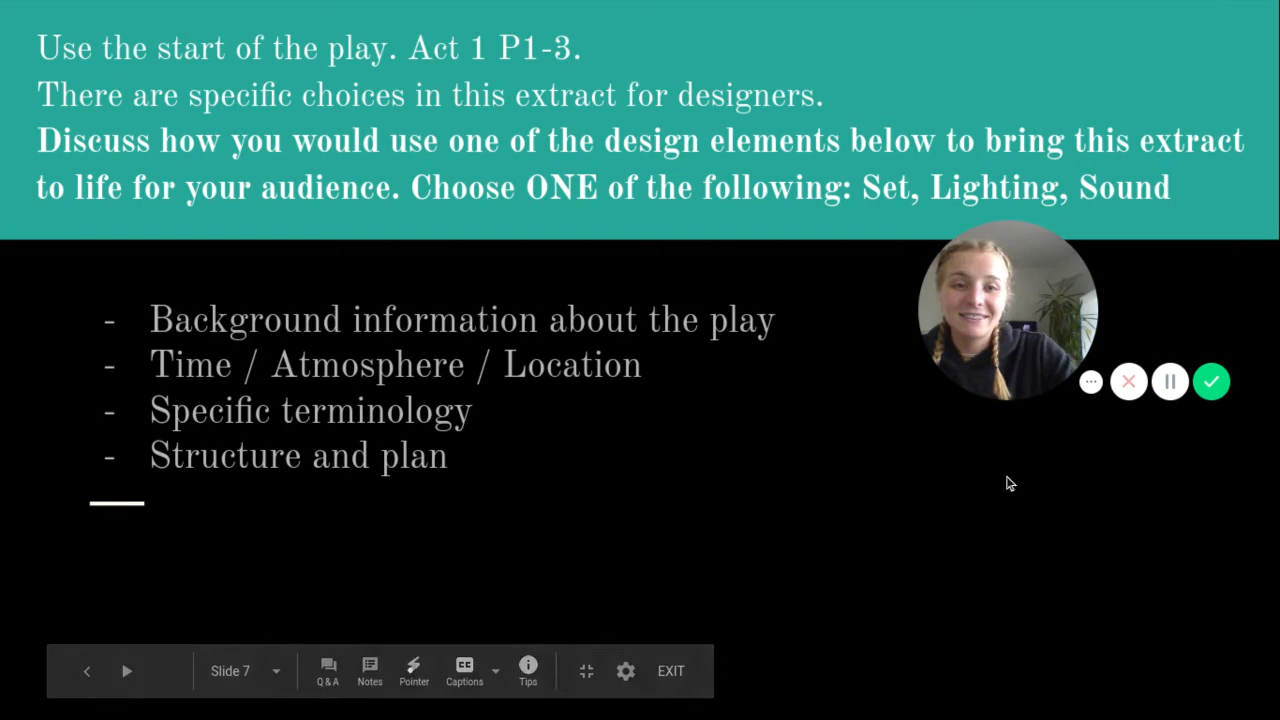 Use the start of the play. Act 1 P1-3.
There are specific choices in this extract for designers.
Discuss how you would use one of the design elements below to bring this extract
to life for your audience. Choose ONE of the following: Set, Lighting, Sound
- Background information about the play
- Time / Atmosphere / Location
- Specific terminology
- Structure and plan
Slide 7
Q&A
Notes
Pointer
CC
Captions
Tips
EXIT